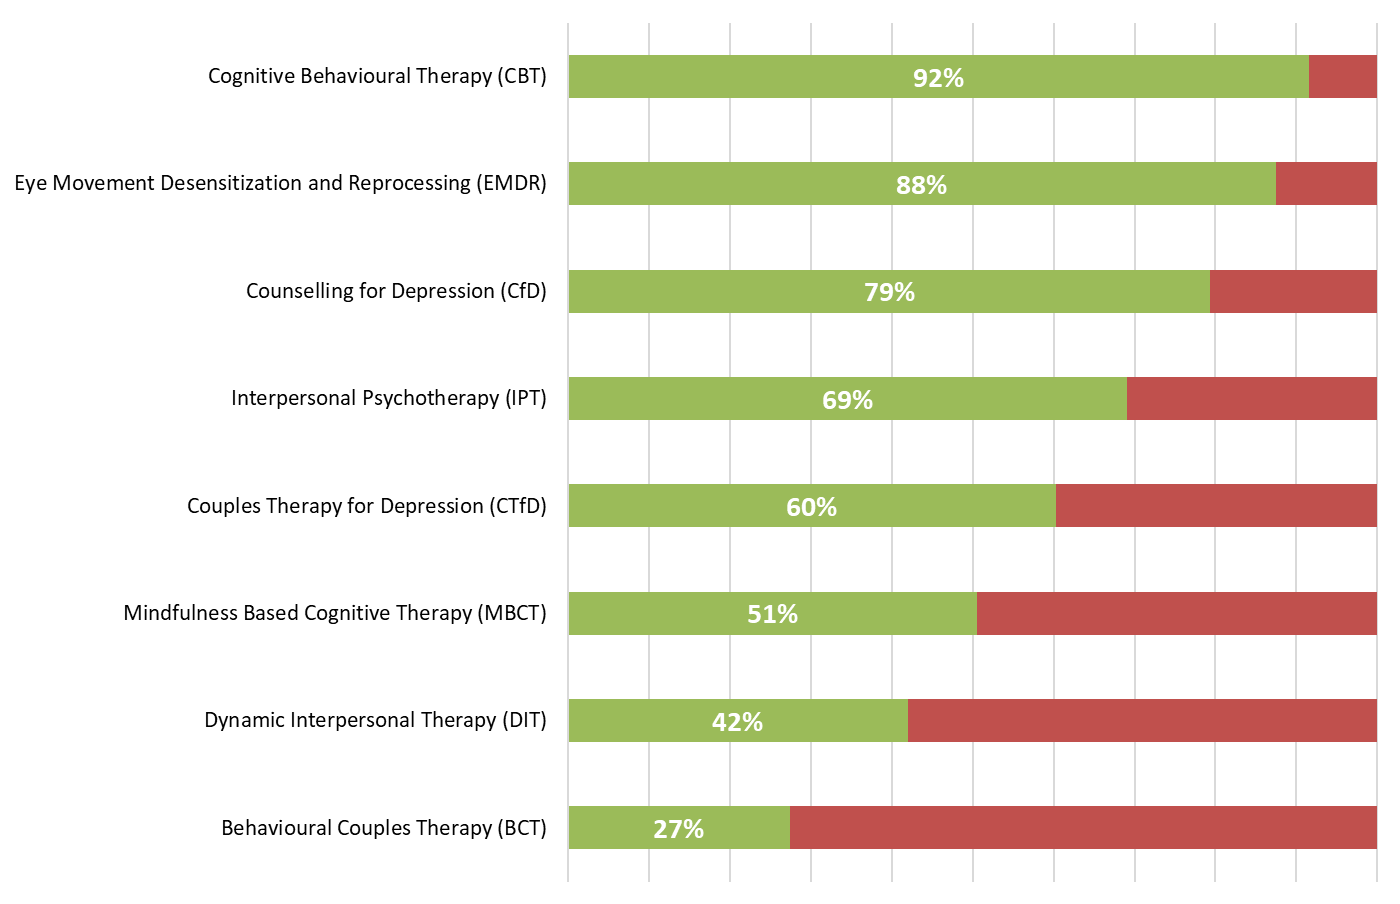 Cognitive Behavioural Therapy (CBT)
92%
Eye Movement Desensitization and Reprocessing (EMDR)
88%
Counselling for Depression (CfD)
79%
Interpersonal Psychotherapy (IPT)
69%
Couples Therapy for Depression (CTfD)
60%
Mindfulness Based Cognitive Therapy (MBCT)
51%
Dynamic Interpersonal Therapy (DIT)
42%
Behavioural Couples Therapy (BCT)
27%